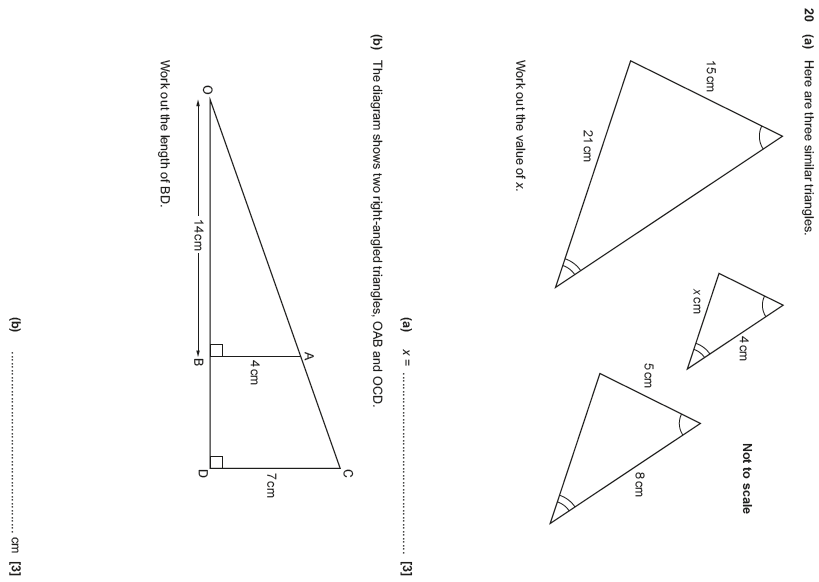 20 (a) Here are three similar triangles.
Not to scale
15 cm
21 cm
x cm
4 cm
5 cm
8 cm
Work out the value of x.
(a) x = ............................................ [3]
(b) The diagram shows two right-angled triangles, OAB and OCD.
C
A
4 cm
7 cm
O
B
D
14 cm
Work out the length of BD.
(b) ............................................ cm [3]